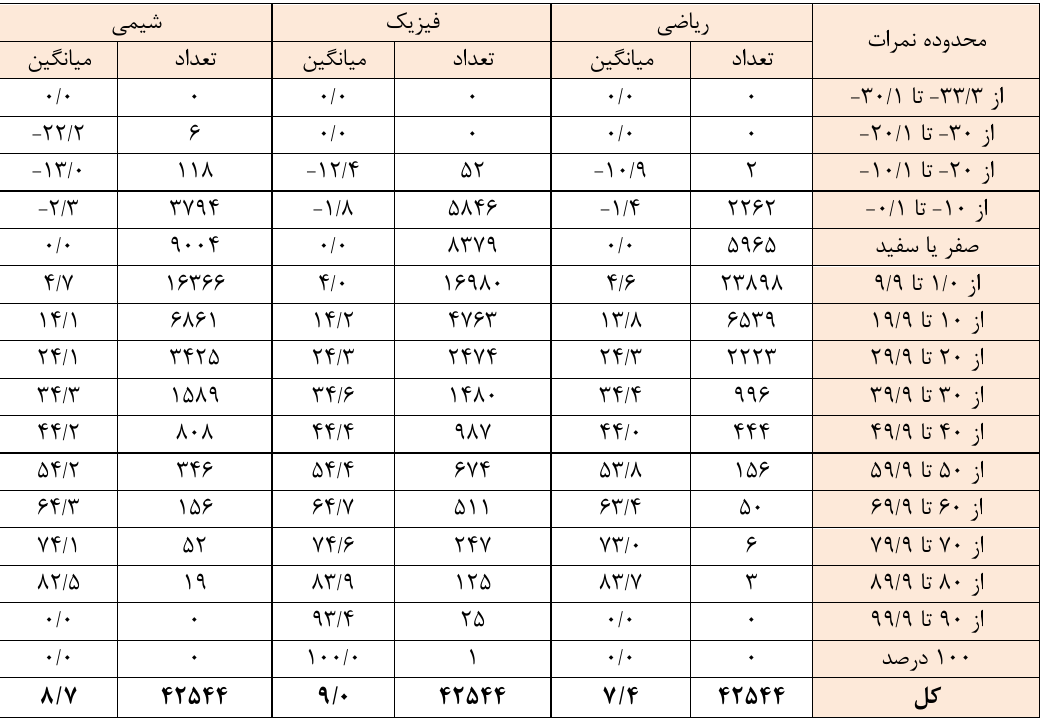 محدوده نمرات ریاضی فیزیک شیمی
تعداد میانگین تعداد میانگین تعداد میانگین
از ۳۳/۳- تا ۳۰/۱- ۰ ۰/۰ ۰ ۰/۰ ۰ ۰/۰
از ۳۰- تا ۲۰/۱- ۰ ۰/۰ ۰ ۰/۰ ۶ ۲۲/۲-
از ۲۰- تا ۱۰/۱- ۲ ۱۰/۹- ۵۲ ۱۲/۴- ۱۱۸ ۱۳/۰-
از ۱۰- تا ۰/۱- ۲۲۶۲ ۱/۴- ۵۸۴۶ ۱/۸- ۳۷۹۴ ۲/۳-
صفر یا سفید ۵۹۶۵ ۰/۰ ۸۳۷۹ ۰/۰ ۹۰۰۴ ۰/۰
از ۱/۰ تا ۹/۹ ۲۳۸۹۸ ۴/۶ ۱۶۹۸۰ ۴/۰ ۱۶۳۶۶ ۴/۷
از ۱۰ تا ۱۹/۹ ۶۵۳۹ ۱۳/۸ ۴۷۶۳ ۱۴/۲ ۶۸۶۱ ۱۴/۱
از ۲۰ تا ۲۹/۹ ۲۲۲۳ ۲۴/۳ ۲۴۷۴ ۲۴/۳ ۳۴۲۵ ۲۴/۱
از ۳۰ تا ۳۹/۹ ۹۹۶ ۳۴/۴ ۱۴۸۰ ۳۴/۶ ۱۵۸۹ ۳۴/۳
از ۴۰ تا ۴۹/۹ ۴۴۴ ۴۴/۰ ۹۸۷ ۴۴/۴ ۸۰۸ ۴۴/۲
از ۵۰ تا ۵۹/۹ ۱۵۶ ۵۳/۸ ۶۷۴ ۵۴/۴ ۳۴۶ ۵۴/۲
از ۶۰ تا ۶۹/۹ ۵۰ ۶۳/۴ ۵۱۱ ۶۴/۷ ۱۵۶ ۶۴/۳
از ۷۰ تا ۷۹/۹ ۶ ۷۳/۰ ۲۴۷ ۷۴/۶ ۵۲ ۷۴/۱
از ۸۰ تا ۸۹/۹ ۳ ۸۳/۷ ۱۲۵ ۸۳/۹ ۱۹ ۸۲/۵
از ۹۰ تا ۹۹/۹ ۰ ۰/۰ ۲۵ ۹۳/۴ ۰ ۰/۰
۱۰۰ درصد ۰ ۰/۰ ۱ ۱۰۰/۰ ۰ ۰/۰
کل ۴۲۵۴۴ ۷/۴ ۴۲۵۴۴ ۹/۰ ۴۲۵۴۴ ۸/۷